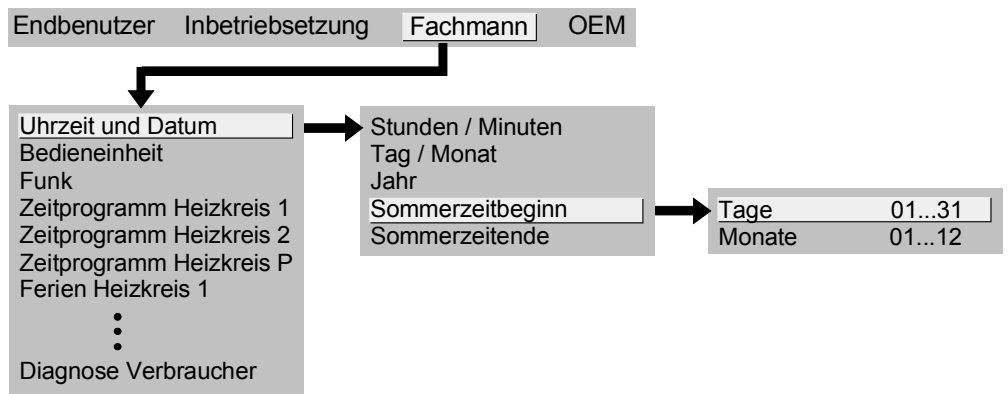 Endbenutzer Inbetriebsetzung Fachmann OEM
Uhrzeit und Datum
Bedieneinheit
Funk
Zeitprogramm Heizkreis 1
Zeitprogramm Heizkreis 2
Zeitprogramm Heizkreis P
Ferien Heizkreis 1
Diagnose Verbraucher
Stunden / Minuten
Tag / Monat
Jahr
Sommerzeitbeginn
Sommerzeitende
Tage 01...31
Monate 01...12